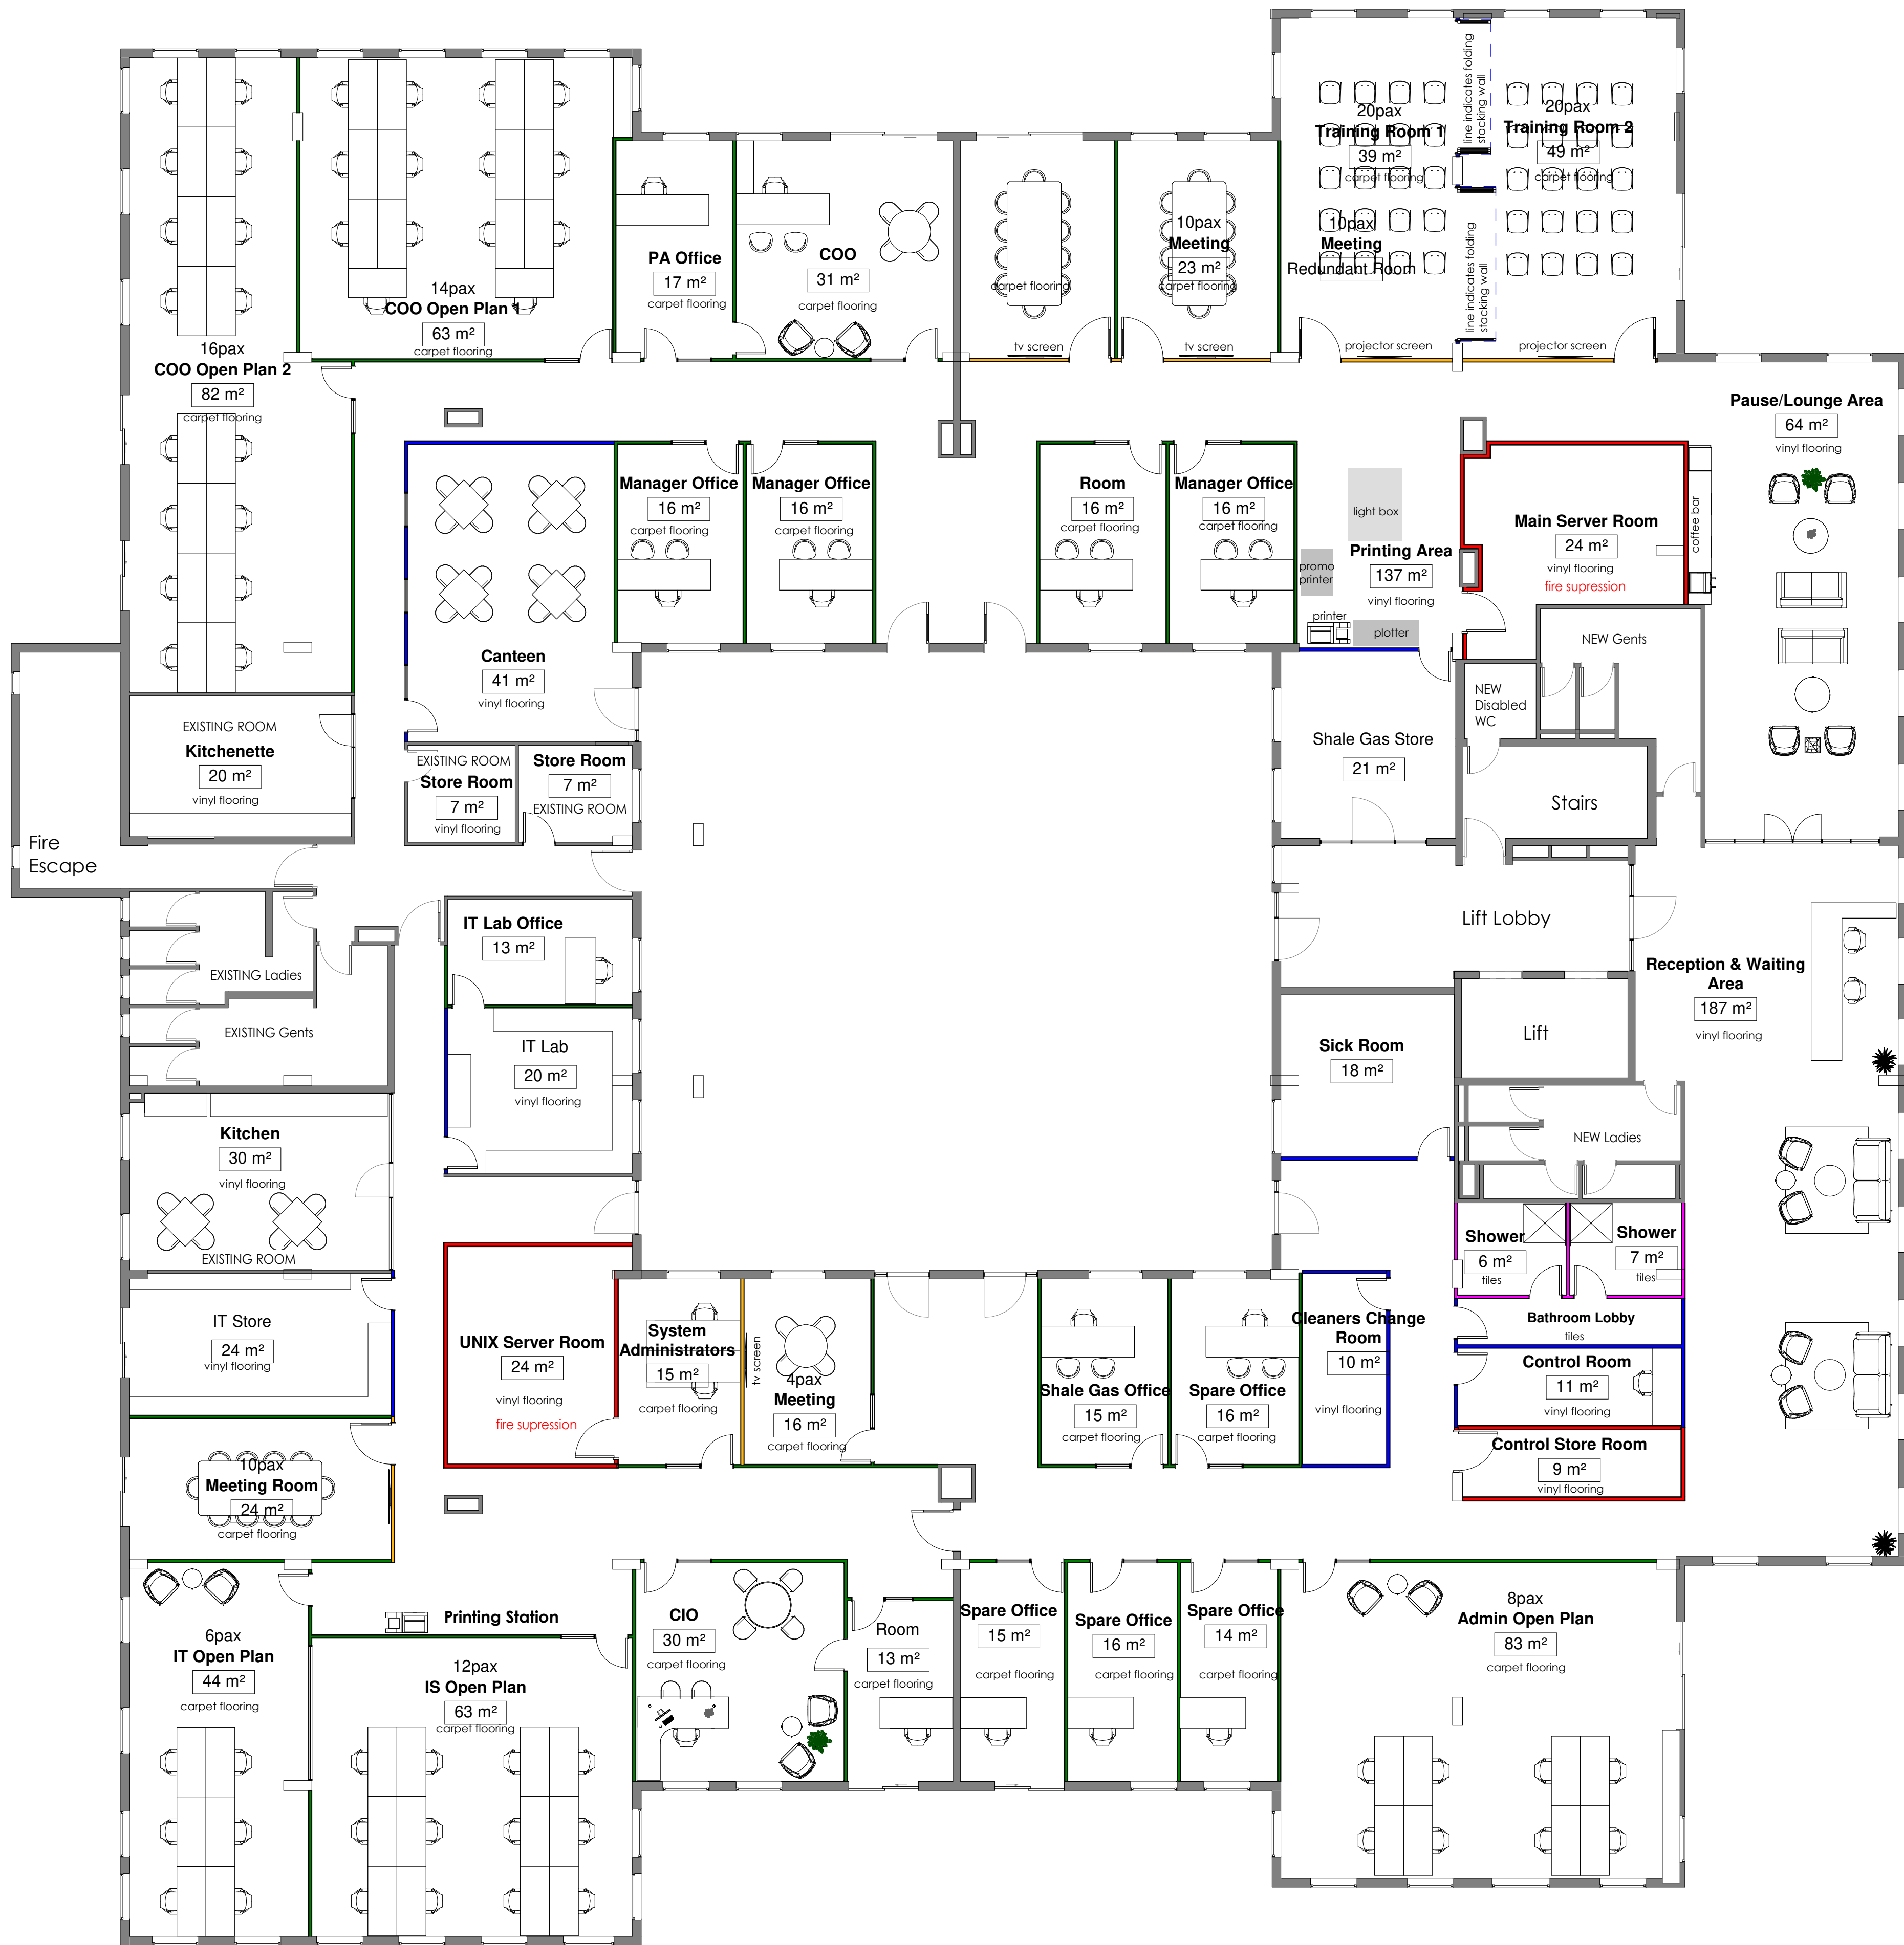 16pax
COO Open Plan 2
82 m²
carpet flooring
14pax
COO Open Plan 1
63 m²
carpet flooring
PA Office
17 m²
carpet flooring
COO
31 m²
carpet flooring
carpet flooring
tv screen
10pax
Meeting
23 m²
carpet flooring
tv screen
20pax
Training Room 1
39 m²
carpet flooring
10pax
Meeting
Redundant Room
projector screen
line indicates folding
stacking wall
line indicates folding
stacking wall
20pax
Training Room 2
49 m²
carpet flooring
projector screen
Pause/Lounge Area
64 m²
vinyl flooring
coffee bar
Manager Office
16 m²
carpet flooring
Manager Office
16 m²
carpet flooring
Room
16 m²
carpet flooring
Manager Office
16 m²
carpet flooring
light box
promo
printer
Printing Area
137 m²
vinyl flooring
printer
plotter
Main Server Room
24 m²
vinyl flooring
fire supression
Canteen
41 m²
vinyl flooring
NEW Gents
NEW
Disabled
WC
EXISTING ROOM
Kitchenette
20 m²
vinyl flooring
EXISTING ROOM
Store Room
7 m²
vinyl flooring
Store Room
7 m²
EXISTING ROOM
Shale Gas Store
21 m²
Stairs
Fire
Escape
IT Lab Office
13 m²
EXISTING Ladies
EXISTING Gents
Lift Lobby
Reception & Waiting
Area
187 m²
vinyl flooring
IT Lab
20 m²
vinyl flooring
Sick Room
18 m²
Lift
Kitchen
30 m²
vinyl flooring
EXISTING ROOM
NEW Ladies
Shower
6 m²
tiles
Shower
7 m²
tiles
IT Store
24 m²
vinyl flooring
UNIX Server Room
24 m²
vinyl flooring
fire supression
System
Administrators
15 m²
carpet flooring
tv screen
4pax
Meeting
16 m²
carpet flooring
Shale Gas Office
15 m²
carpet flooring
Spare Office
16 m²
carpet flooring
Cleaners Change
Room
10 m²
vinyl flooring
Bathroom Lobby
tiles
Control Room
11 m²
vinyl flooring
Control Store Room
9 m²
vinyl flooring
10pax
Meeting Room
24 m²
carpet flooring
Printing Station
6pax
IT Open Plan
44 m²
carpet flooring
12pax
IS Open Plan
63 m²
carpet flooring
CIO
30 m²
carpet flooring
Room
13 m²
carpet flooring
Spare Office
15 m²
carpet flooring
Spare Office
16 m²
carpet flooring
Spare Office
14 m²
carpet flooring
8pax
Admin Open Plan
83 m²
carpet flooring